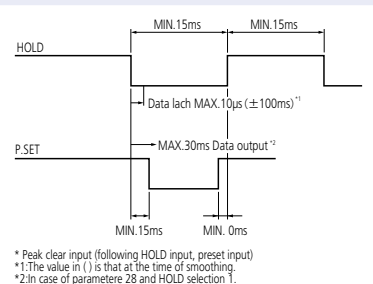 MIN.15ms MIN.15ms
HOLD
Data lach MAX.10μs (±100ms)*1
MAX.30ms Data output*2
P.SET
MIN.15ms MIN. 0ms
* Peak clear input (following HOLD input, preset input)
*1:The value in ( ) is that at the time of smoothing.
*2:In case of parametere 28 and HOLD selection 1.